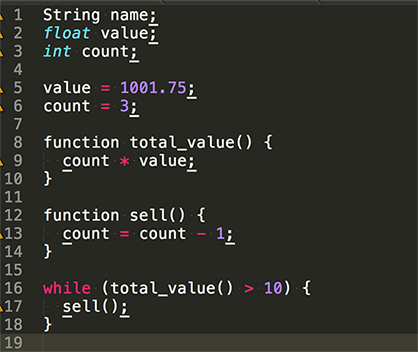 1 String name;
2 float value;
3 int count;
4
5 value = 1001.75;
6 count = 3;
7
8 function total_value() {
9   count * value;
10 }
11
12 function sell() {
13   count = count - 1;
14 }
15
16 while (total_value() > 10) {
17   sell();
18 }
19